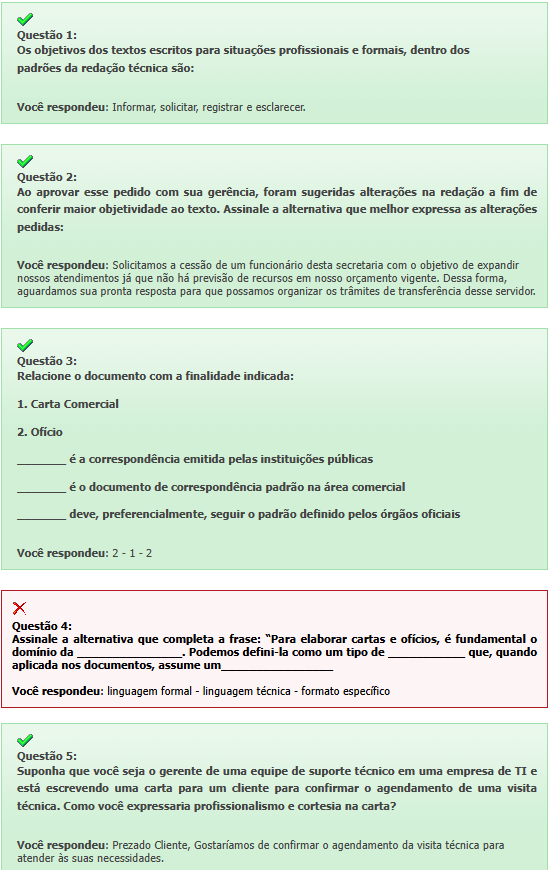 Questão 1:
Os objetivos dos textos escritos para situações profissionais e formais, dentro dos
padrões da redação técnica são:
Você respondeu: Informar, solicitar, registrar e esclarecer.
Questão 2:
Ao aprovar esse pedido com sua gerência, foram sugeridas alterações na redação a fim de
conferir maior objetividade ao texto. Assinale a alternativa que melhor expressa as alterações
pedidas:
Você respondeu: Solicitamos a cessão de um funcionário desta secretaria com o objetivo de expandir
nossos atendimentos já que não há previsão de recursos em nosso orçamento vigente. Dessa forma,
aguardamos sua pronta resposta para que possamos organizar os trâmites de transferência desse servidor.
Questão 3:
Relacione o documento com a finalidade indicada:
1. Carta Comercial
2. Ofício
_______ é a correspondência emitida pelas instituições públicas
_______ é o documento de correspondência padrão na área comercial
_______ deve, preferencialmente, seguir o padrão definido pelos órgãos oficiais
Você respondeu: 2 - 1 - 2
Questão 4:
Assinale a alternativa que completa a frase: “Para elaborar cartas e ofícios, é fundamental o
domínio da ________________. Podemos defini-la como um tipo de ____________ que, quando
aplicada nos documentos, assume um_________________
Você respondeu: linguagem formal - linguagem técnica - formato específico
Questão 5:
Suponha que você seja o gerente de uma equipe de suporte técnico em uma empresa de TI e
está escrevendo uma carta para um cliente para confirmar o agendamento de uma visita
técnica. Como você expressaria profissionalismo e cortesia na carta?
Você respondeu: Prezado Cliente, Gostaríamos de confirmar o agendamento da visita técnica para
atender às suas necessidades.